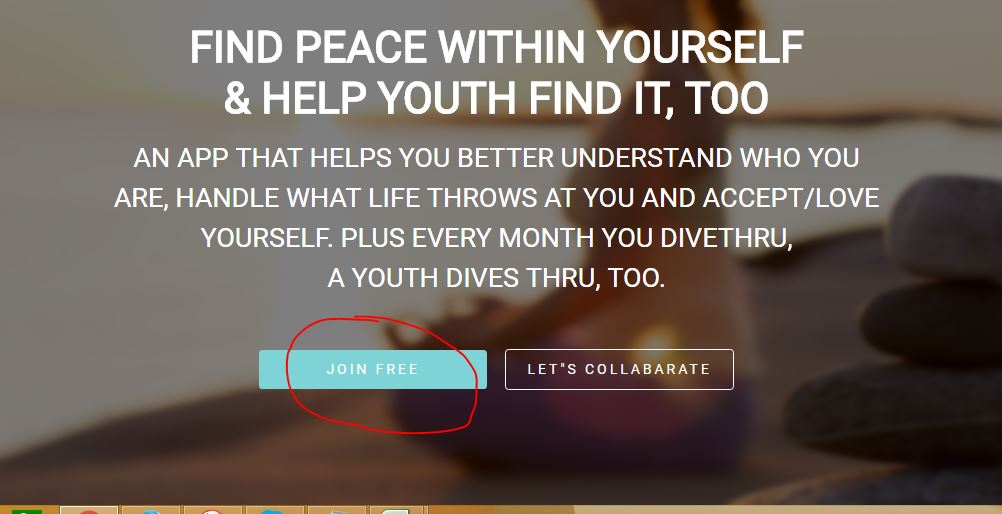 FIND PEACE WITHIN YOURSELF
& HELP YOUTH FIND IT, TOO
AN APP THAT HELPS YOU BETTER UNDERSTAND WHO YOU
ARE, HANDLE WHAT LIFE THROWS AT YOU AND ACCEPT/LOVE
YOURSELF. PLUS EVERY MONTH YOU DIVETHRU,
A YOUTH DIVES THRU, TOO.
JOIN FREE
LET"S COLLABARATE